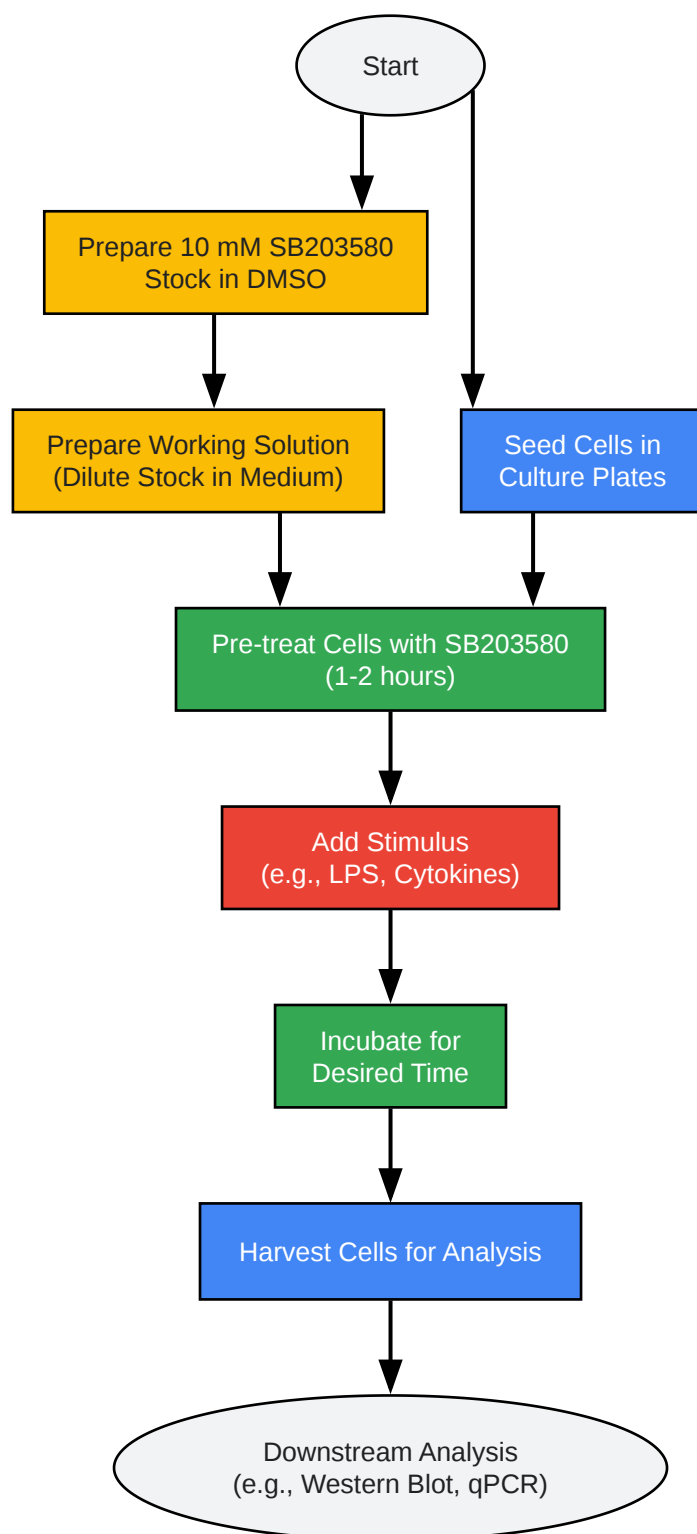 Start
Prepare 10 mM SB203580
Stock in DMSO
Prepare Working Solution
(Dilute Stock in Medium)
Seed Cells in
Culture Plates
Pre-treat Cells with SB203580
(1-2 hours)
Add Stimulus
(e.g., LPS, Cytokines)
Incubate for
Desired Time
Harvest Cells for Analysis
Downstream Analysis
(e.g., Western Blot, qPCR)